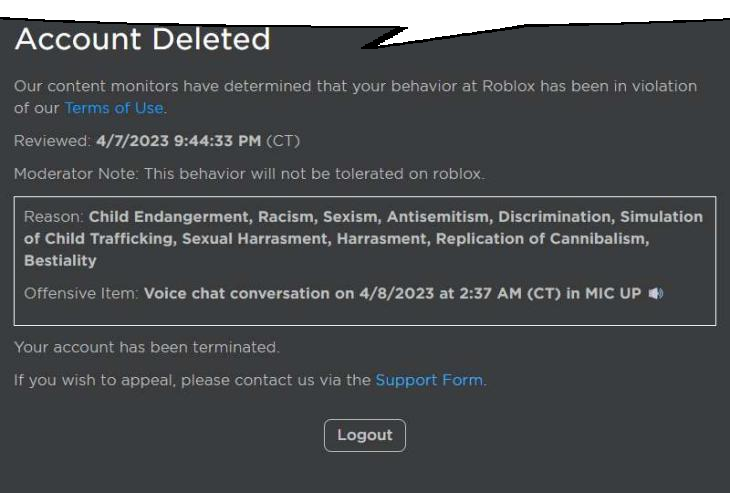 Account Deleted
Our content monitors have determined that your behavior at Roblox has been in violation
of our Terms of Use.
Reviewed: 4/7/2023 9:44:33 PM (CT)
Moderator Note: This behavior will not be tolerated on roblox.
Reason: Child Endangerment, Racism, Sexism, Antisemitism, Discrimination, Simulation
of Child Trafficking, Sexual Harrasment, Harrasment, Replication of Cannibalism,
Bestiality
Offensive Item: Voice chat conversation on 4/8/2023 at 2:37 AM (CT) in MIC UP 🔊
Your account has been terminated.
If you wish to appeal, please contact us via the Support Form.
Logout